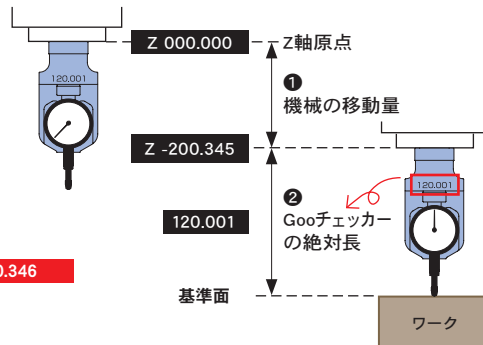 Z 000.000
Z軸原点
120.001
❶
機械の移動量
Z -200.345
120.001
❷
Gooチェッカー
の絶対長
120.001
.346
基準面
ワーク